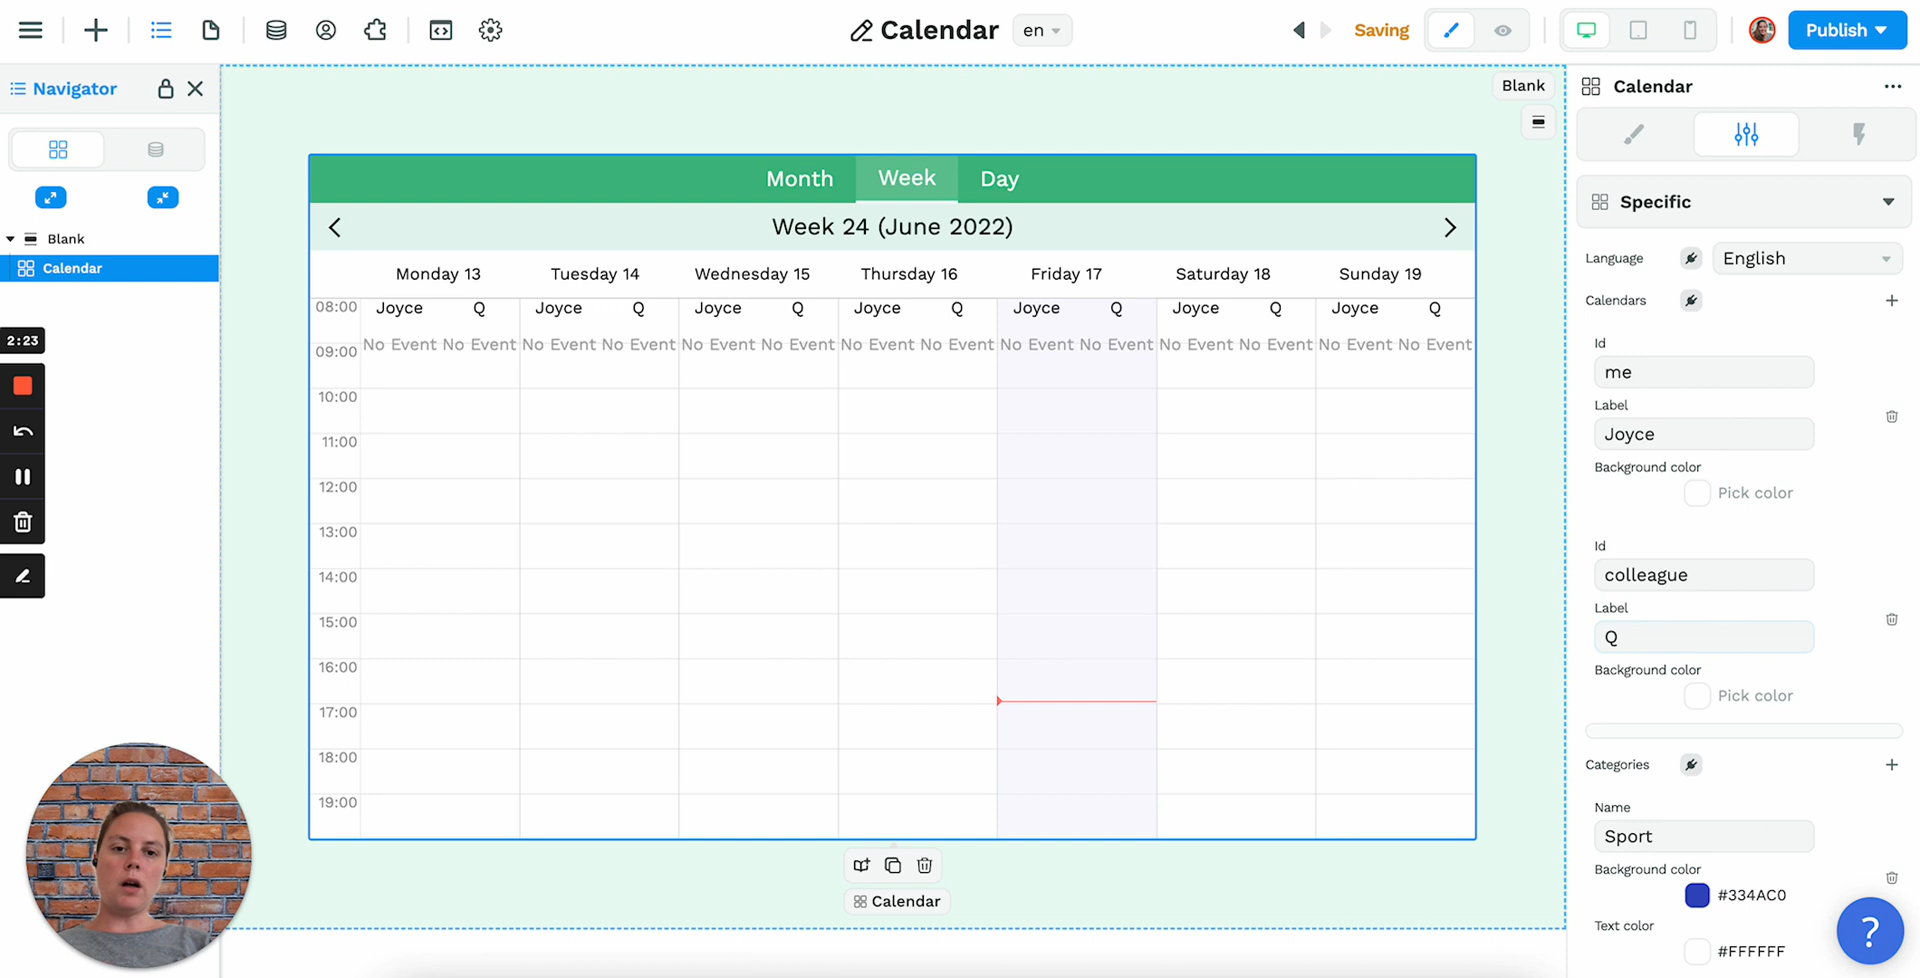 Calendar
en
Saving
Publish
Navigator
Blank
Calendar
2:23
Blank
Month
Week
Day
Week 24 (June 2022)
Monday 13
Tuesday 14
Wednesday 15
Thursday 16
Friday 17
Saturday 18
Sunday 19
Joyce Q Joyce Q Joyce Q Joyce Q Joyce Q Joyce Q Joyce Q
No Event No Event No Event No Event No Event No Event No Event No Event No Event No Event No Event No Event No Event No Event
08:00
09:00
10:00
11:00
12:00
13:00
14:00
15:00
16:00
17:00
18:00
19:00
Calendar
Calendar
Specific
Language
English
Calendars
Id
me
Label
Joyce
Background color
Pick color
Id
colleague
Label
Q
Background color
Pick color
Categories
Name
Sport
Background color
#334AC0
Text color
#FFFFFF
?